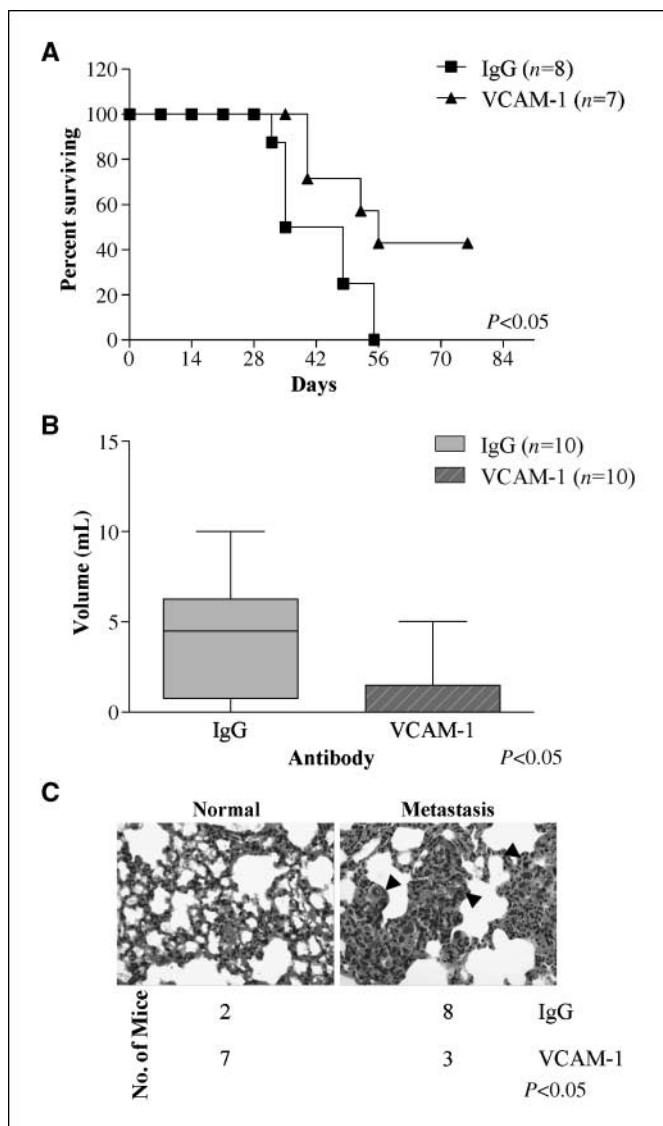 A
IgG (n=8)
VCAM-1 (n=7)
120
100
80
60
40
20
0
Percent surviving
P<0.05
0 14 28 42 56 70 84
Days
B
IgG (n=10)
VCAM-1 (n=10)
15
10
5
0
Volume (mL)
IgG VCAM-1
Antibody P<0.05
C
Normal Metastasis
No. of Mice
2 8 IgG
7 3 VCAM-1
P<0.05